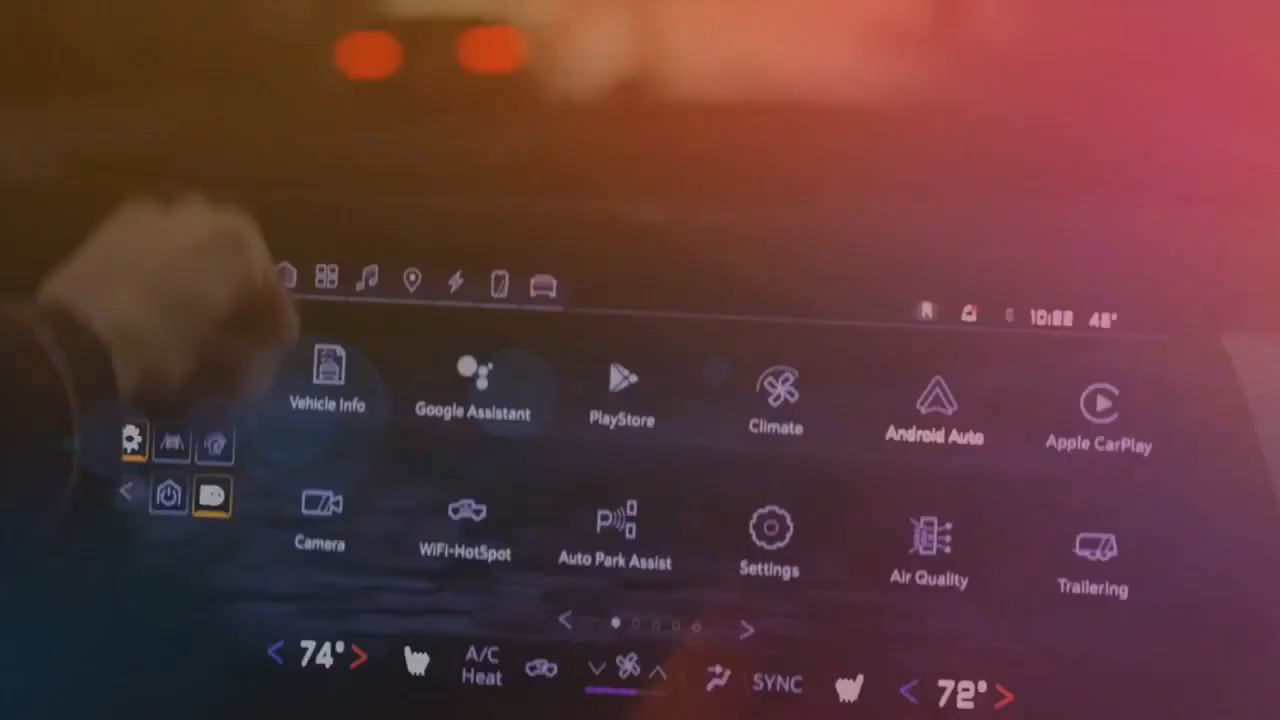 10:22 48°
Vehicle Info Google Assistant PlayStore Climate Android Auto Apple CarPlay
Camera WiFi-HotSpot Auto Park Assist Settings Air Quality Trailering
74° A/C Heat SYNC 72°